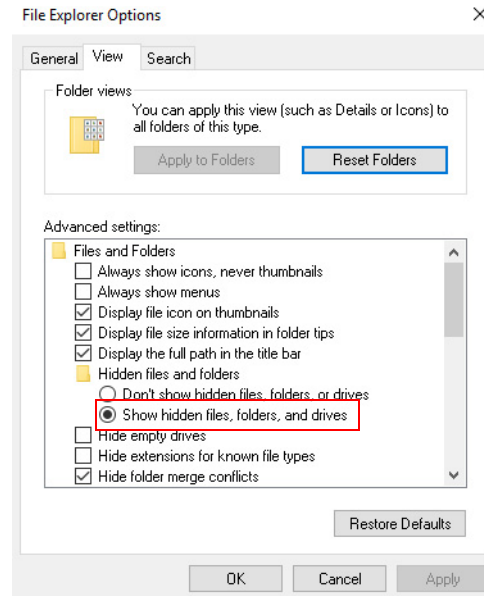 File Explorer Options
General View Search
Folder views
You can apply this view (such as Details or Icons) to
all folders of this type.
Apply to Folders Reset Folders
Advanced settings:
Files and Folders
Always show icons, never thumbnails
Always show menus
Display file icon on thumbnails
Display file size information in folder tips
Display the full path in the title bar
Hidden files and folders
Don't show hidden files, folders, or drives
Show hidden files, folders, and drives
Hide empty drives
Hide extensions for known file types
Hide folder merge conflicts
Restore Defaults
OK Cancel Apply